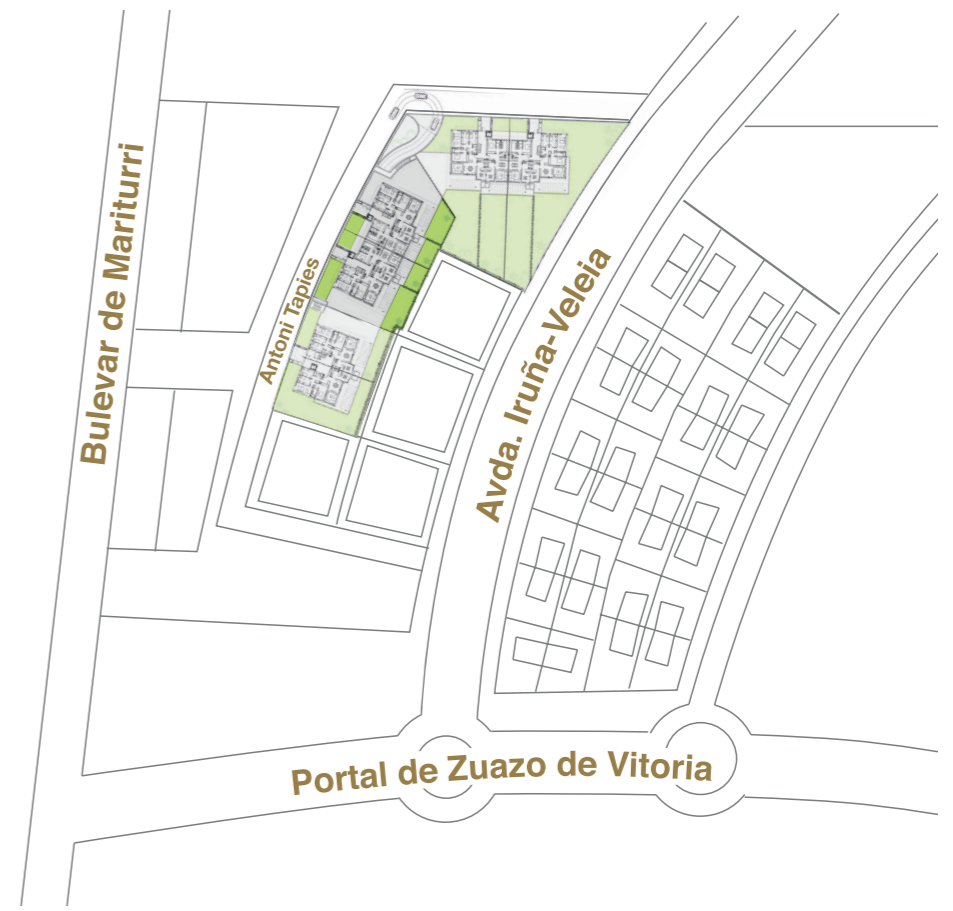 Bulevar de Mariturri
Antoni Tapies
Avda. Iruña-Veleia
Portal de Zuazo de Vitoria